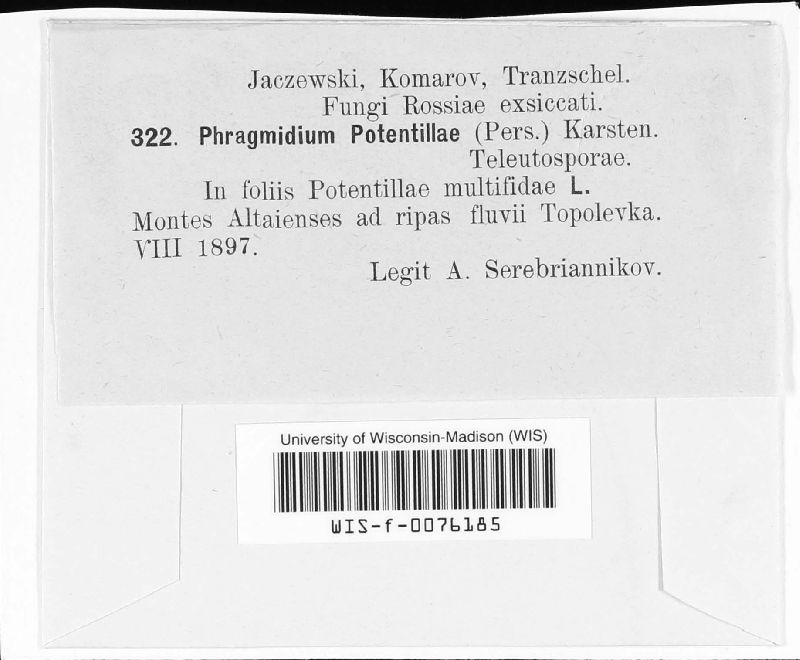 Jaczewski, Komarov, Tranzschel.
Fungi Rossiae exsiccati.
322. Phragmidium Potentillae (Pers.) Karsten.
Teleutosporae.
In foliis Potentillae multifidae L.
Montes Altaienses ad ripas fluvii Topolevka.
VIII 1897.
Legit A. Serebriannikov.
University of Wisconsin-Madison (WIS)
WIS-f-0076185